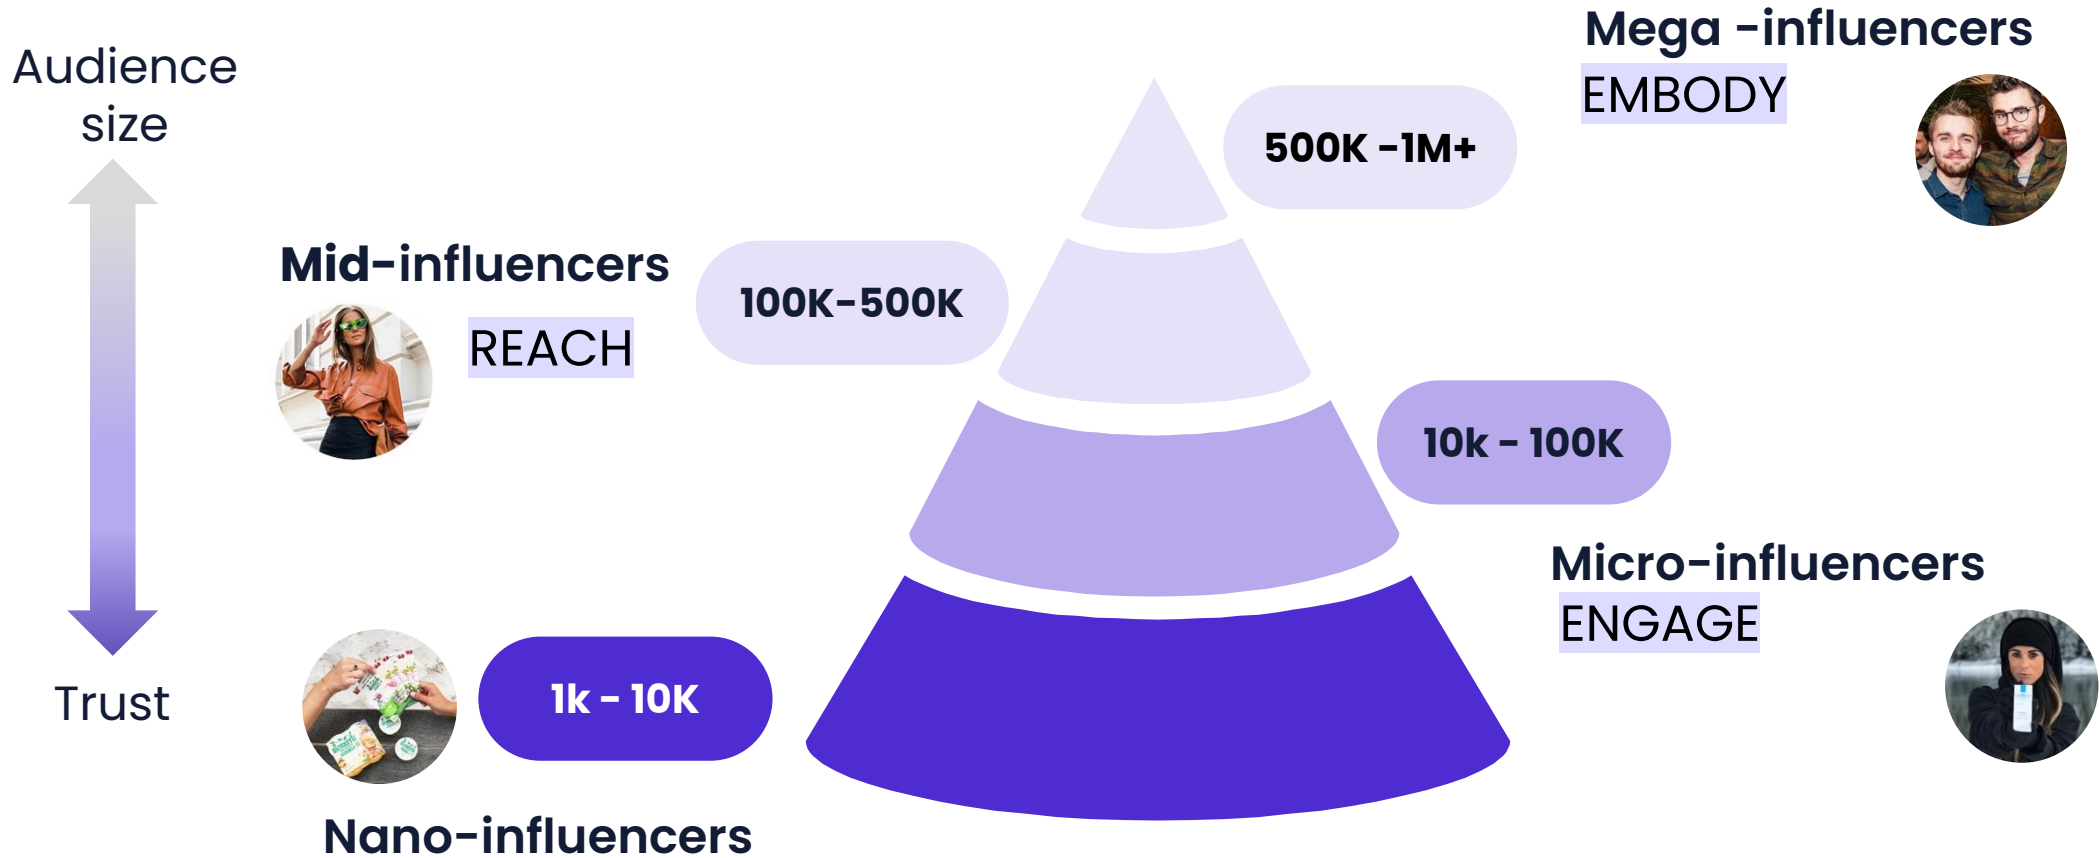 Audience
size
Trust
Mega -influencers
EMBODY
500K -1M+
Mid-influencers
REACH
100K-500K
10k - 100K
Micro-influencers
ENGAGE
1k - 10K
Nano-influencers